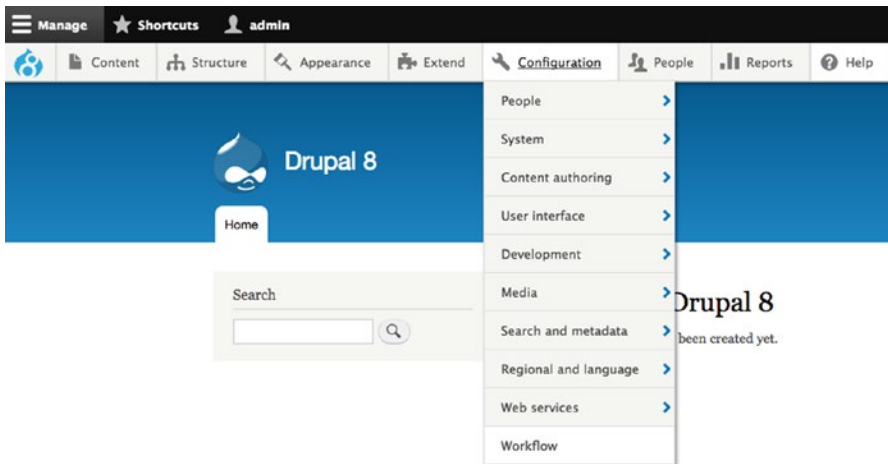 Manage Shortcuts admin
Content Structure Appearance Extend Configuration People Reports Help
People
System
Drupal 8
Content authoring
User interface
Home
Development
Search
Media
Drupal 8
Search and metadata
been created yet.
Regional and language
Web services
Workflow